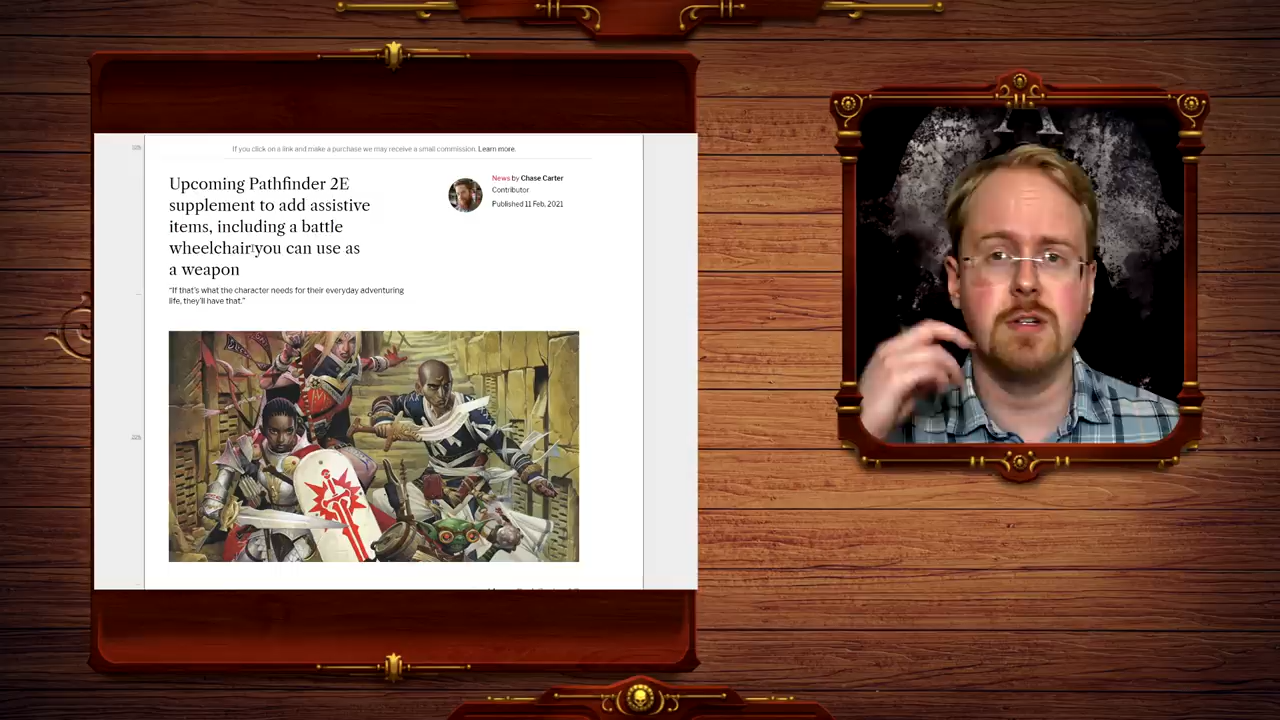 If you click on a link and make a purchase we may receive a small commission. Learn more.
Upcoming Pathfinder 2E
supplement to add assistive
items, including a battle
wheelchair you can use as
a weapon
"If that's what the character needs for their everyday adventuring
life, they'll have that."
News by Chase Carter
Contributor
Published 11 Feb, 2021